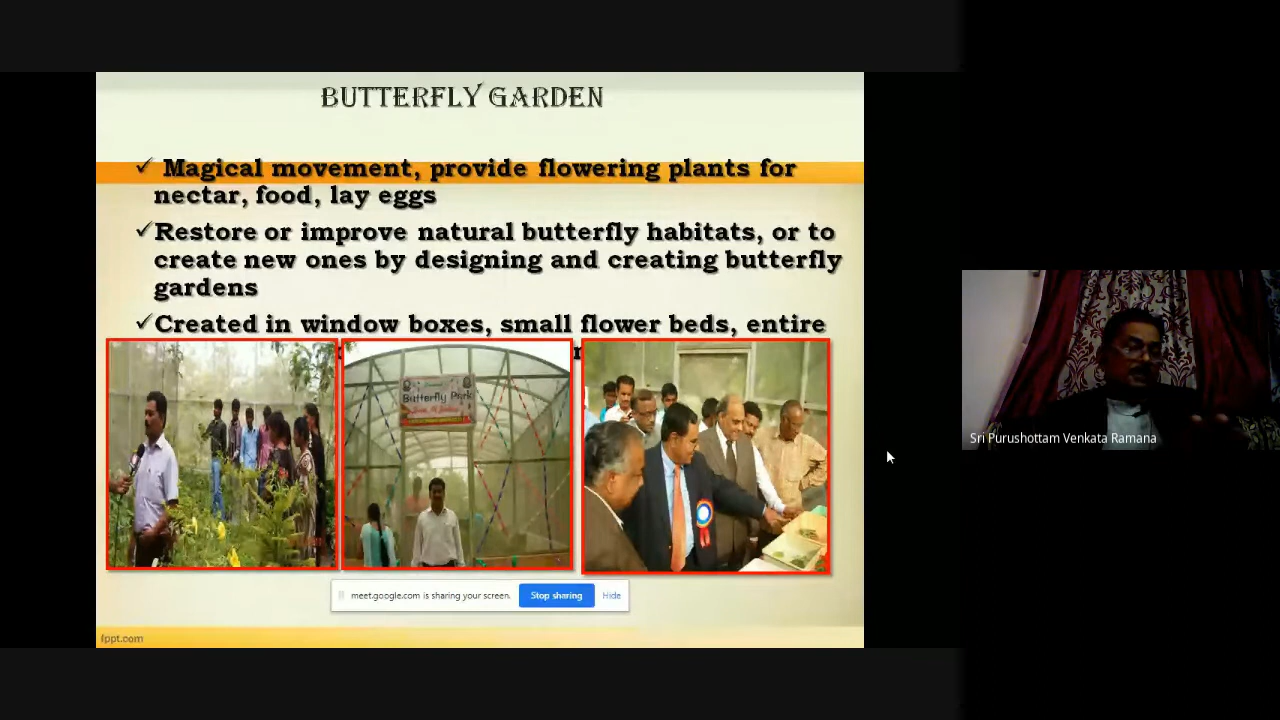 BUTTERFLY GARDEN
✓ Magical movement, provide flowering plants for
nectar, food, lay eggs
✓Restore or improve natural butterfly habitats, or to
create new ones by designing and creating butterfly
gardens
✓Created in window boxes, small flower beds, entire
Butterfly Park
meet.google.com is sharing your screen.
Stop sharing
Hide
fppt.com
Sri Purushottam Venkata Ramana